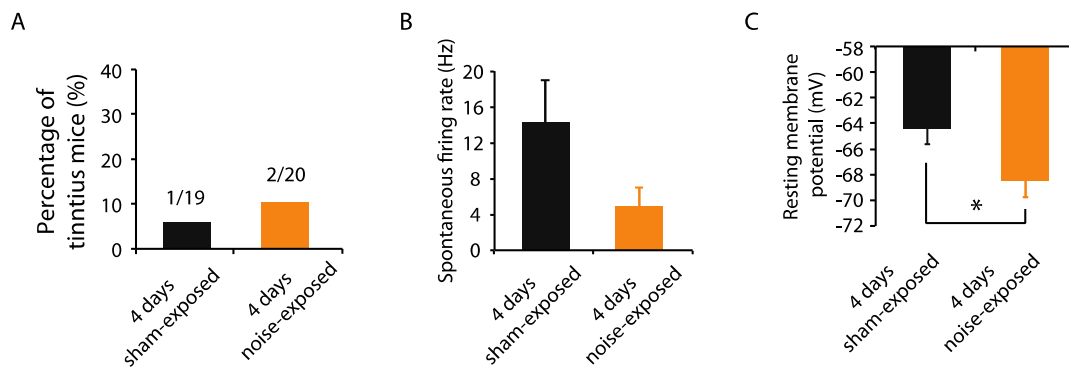 A
Percentage of
tinntius mice (%)
40
30
20
10
0
1/19
2/20
4 days
sham-exposed
4 days
noise-exposed
B
Spontaneous firing rate (Hz)
20
16
12
8
4
0
4 days
sham-exposed
4 days
noise-exposed
C
Resting membrane
potential (mV)
-58
-60
-62
-64
-66
-68
-70
-72
*
4 days
sham-exposed
4 days
noise-exposed